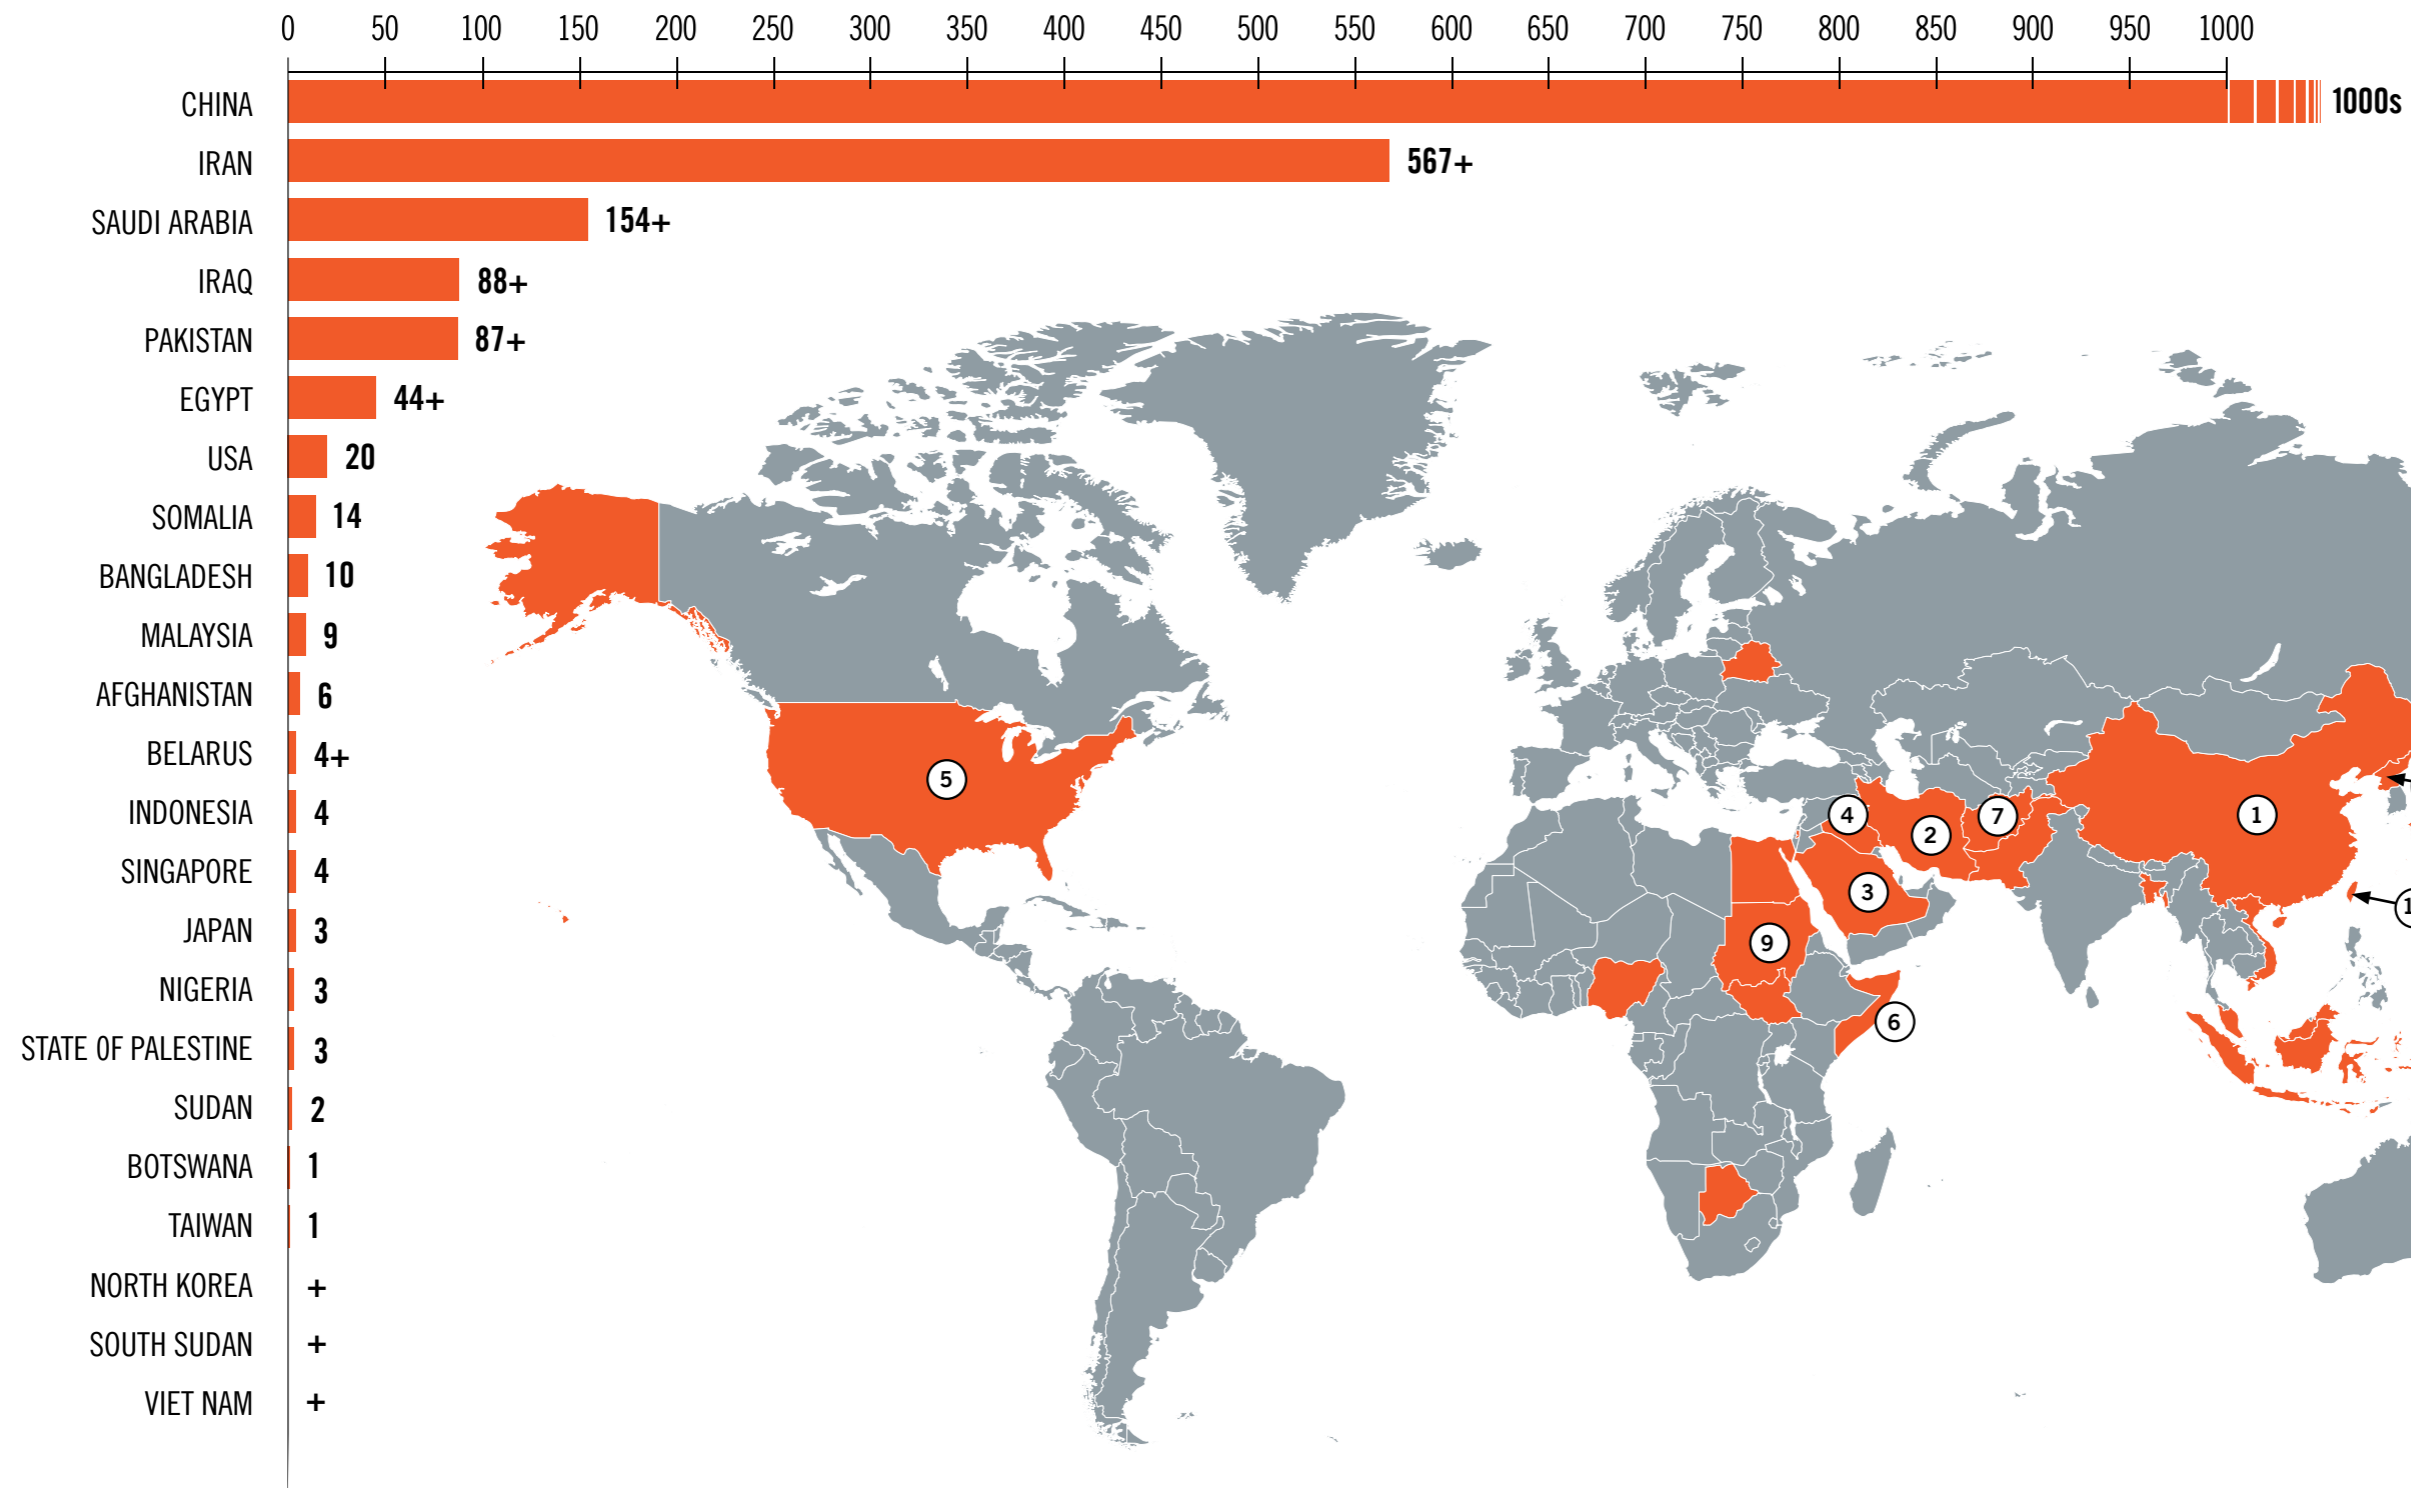 0 50 100 150 200 250 300 350 400 450 500 550 600 650 700 750 800 850 900 950 1000
CHINA 1000s
IRAN 567+
SAUDI ARABIA 154+
IRAQ 88+
PAKISTAN 87+
EGYPT 44+
USA 20
SOMALIA 14
BANGLADESH 10
MALAYSIA 9
AFGHANISTAN 6
BELARUS 4+
INDONESIA 4
SINGAPORE 4
JAPAN 3
NIGERIA 3
STATE OF PALESTINE 3
SUDAN 2
BOTSWANA 1
TAIWAN 1
NORTH KOREA +
SOUTH SUDAN +
VIET NAM +
5
4
2
7
1
3
9
6